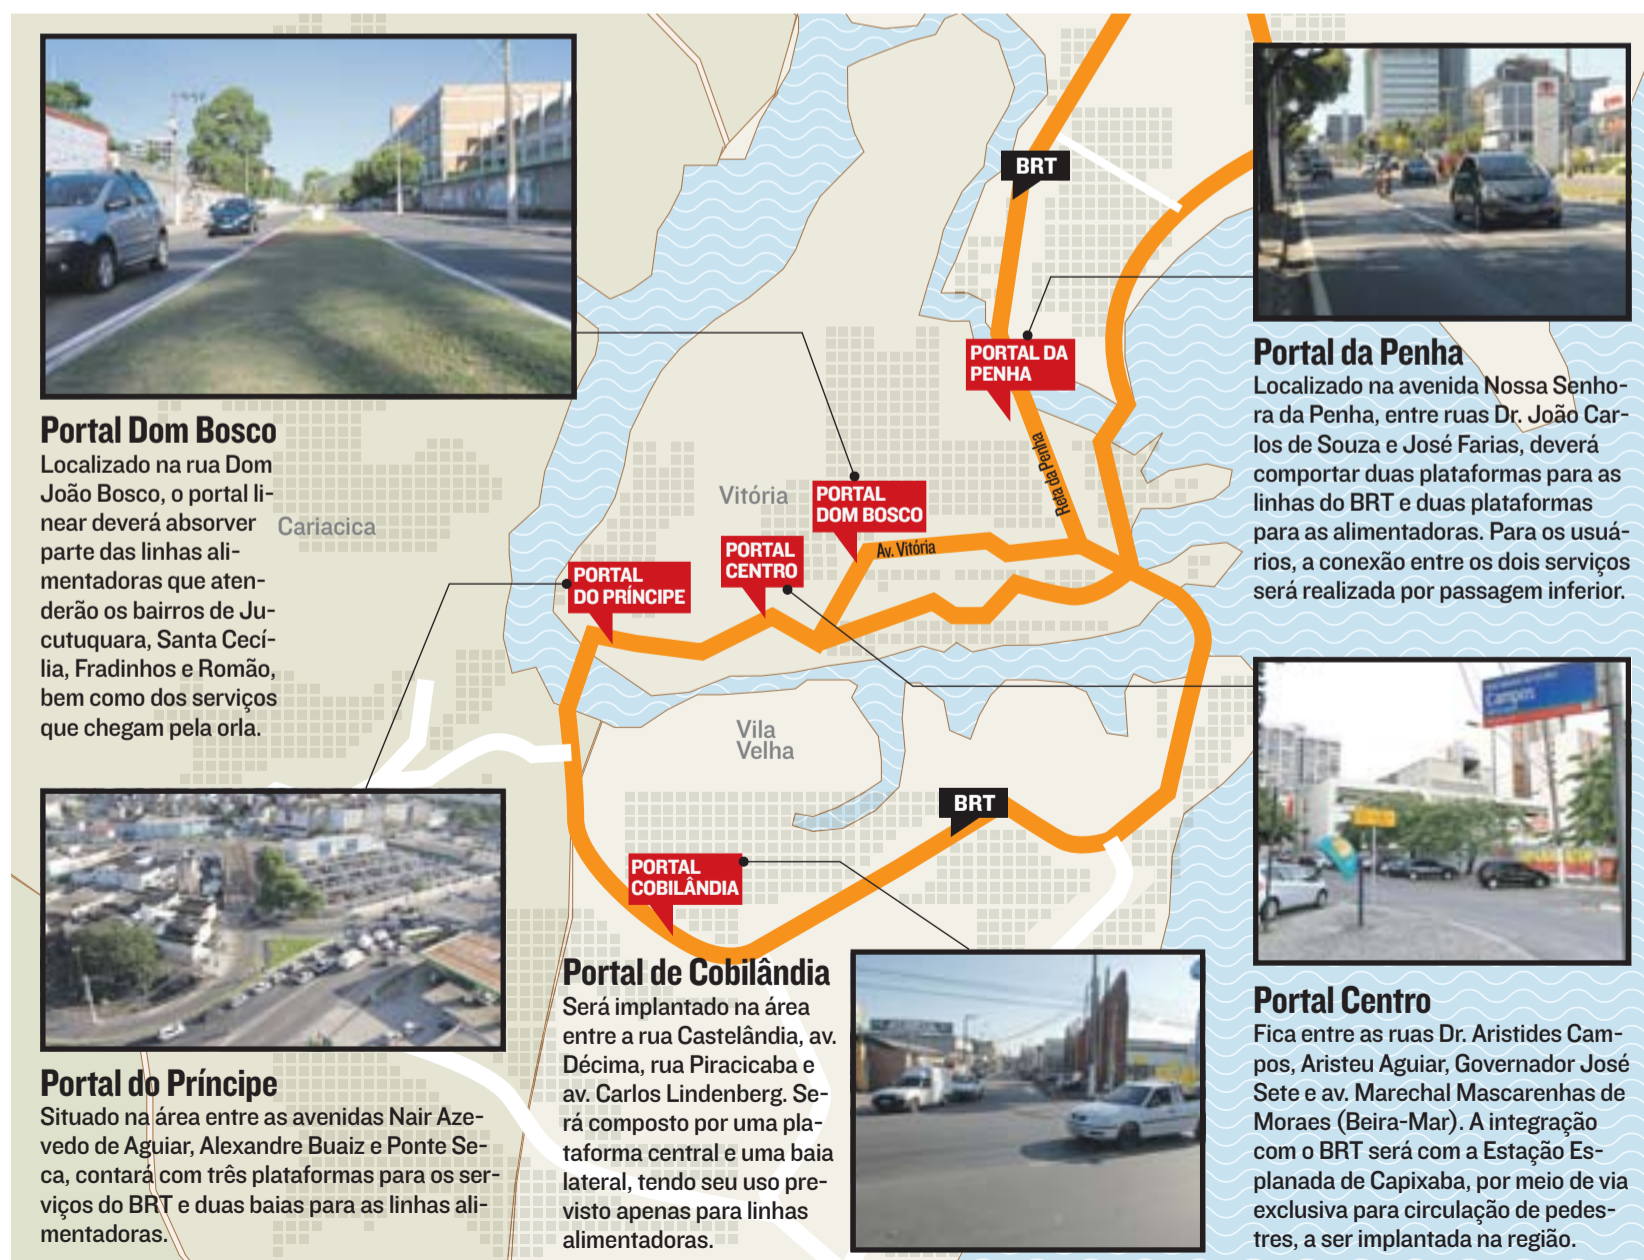 BRT
PORTAL DA
PENHA
Reta da Penha
Vitória
PORTAL
DOM BOSCO
Av. Vitória
PORTAL
CENTRO
PORTAL
DO PRÍNCIPE
Cariacica
Vila
Velha
BRT
PORTAL
COBILÂNDIA
Portal Dom Bosco
Localizado na rua Dom
João Bosco, o portal li-
near deverá absorver
parte das linhas ali-
mentadoras que aten-
derão os bairros de Ju-
cutuquara, Santa Cecí-
lia, Fradinhos e Romão,
bem como dos serviços
que chegam pela orla.
Portal da Penha
Localizado na avenida Nossa Senho-
ra da Penha, entre ruas Dr. João Car-
los de Souza e José Farias, deverá
comportar duas plataformas para as
linhas do BRT e duas plataformas
para as alimentadoras. Para os usuá-
rios, a conexão entre os dois serviços
será realizada por passagem inferior.
Portal do Príncipe
Situado na área entre as avenidas Nair Aze-
vedo de Aguiar, Alexandre Buaiz e Ponte Se-
ca, contará com três plataformas para os ser-
viços do BRT e duas baias para as linhas ali-
mentadoras.
Portal de Cobilândia
Será implantado na área
entre a rua Castelândia, av.
Décima, rua Piracicaba e
av. Carlos Lindenberg. Se-
rá composto por uma pla-
taforma central e uma baia
lateral, tendo seu uso pre-
visto apenas para linhas
alimentadoras.
campos
Portal Centro
Fica entre as ruas Dr. Aristides Cam-
pos, Aristeu Aguiar, Governador José
Sete e av. Marechal Mascarenhas de
Moraes (Beira-Mar). A integração
com o BRT será com a Estação Es-
planada de Capixaba, por meio de via
exclusiva para circulação de pedes-
tres, a ser implantada na região.